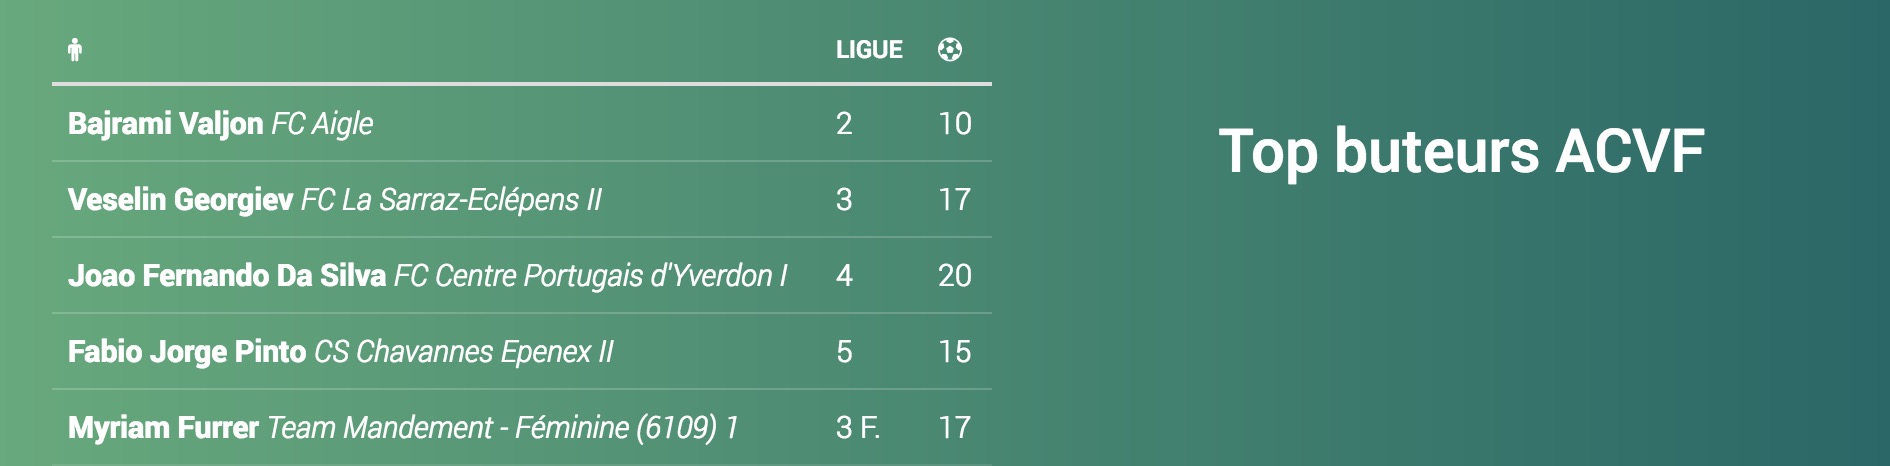 LIGUE
Bajrami Valjon FC Aigle 2 10
Veselin Georgiev FC La Sarraz-Eclépens II 3 17
Joao Fernando Da Silva FC Centre Portugais d'Yverdon I 4 20
Fabio Jorge Pinto CS Chavannes Epenex II 5 15
Myriam Furrer Team Mandement - Féminine (6109) 1 3 F. 17
Top buteurs ACVF